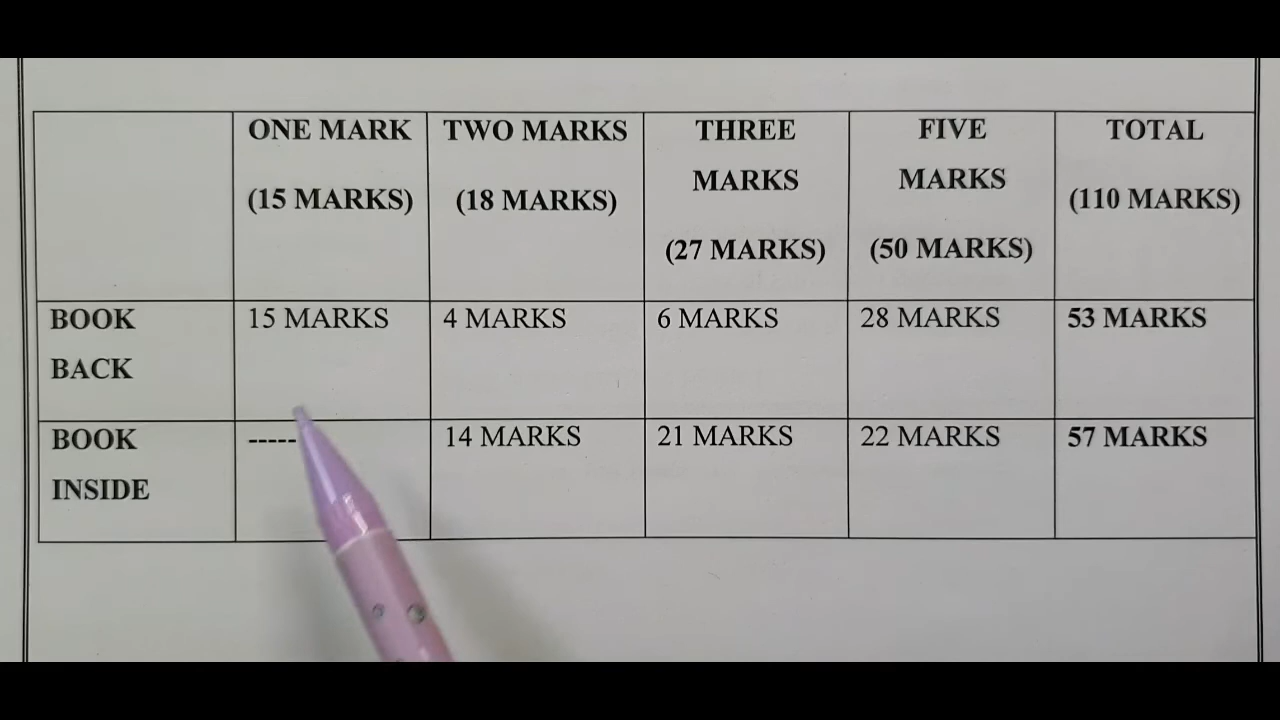 ONE MARK
(15 MARKS)
TWO MARKS
(18 MARKS)
THREE
MARKS
(27 MARKS)
FIVE
MARKS
(50 MARKS)
TOTAL
(110 MARKS)
BOOK
BACK
15 MARKS
4 MARKS
6 MARKS
28 MARKS
53 MARKS
BOOK
INSIDE
-----
14 MARKS
21 MARKS
22 MARKS
57 MARKS